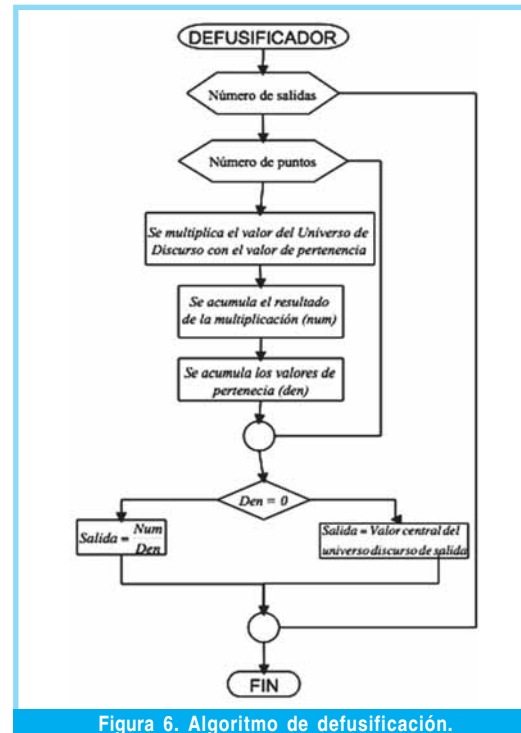 DEFUSIFICADOR
Número de salidas
Número de puntos
Se multiplica el valor del Universo de
Discurso con el valor de pertenencia
Se acumula el resultado
de la multiplicación (num)
Se acumula los valores de
pertenecia (den)
Den = 0
Salida = Num
Den
Salida = Valor central del
universo discurso de salida
FIN
Figura 6. Algoritmo de defusificación.